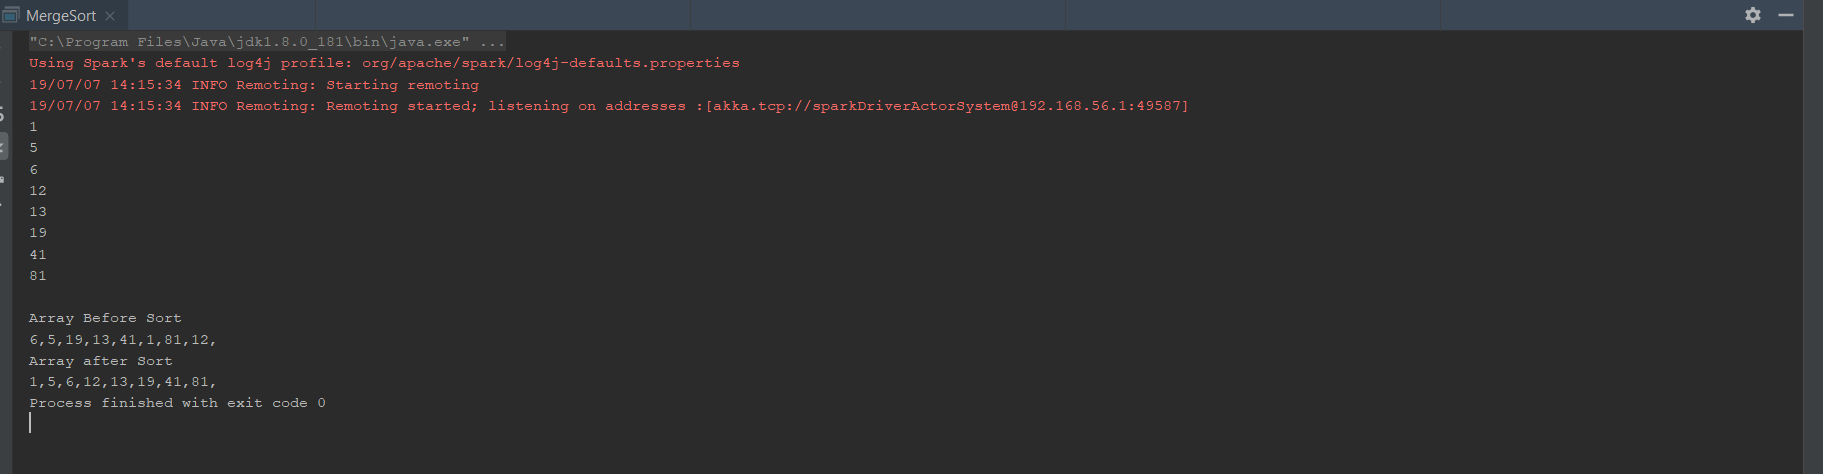 MergeSort
"C:\Program Files\Java\jdk1.8.0_181\bin\java.exe" ...
Using Spark's default log4j profile: org/apache/spark/log4j-defaults.properties
19/07/07 14:15:34 INFO Remoting: Starting remoting
19/07/07 14:15:34 INFO Remoting: Remoting started; listening on addresses :[akka.tcp://sparkDriverActorSystem@192.168.56.1:49587]
1
5
6
12
13
19
41
81
Array Before Sort
6,5,19,13,41,1,81,12,
Array after Sort
1,5,6,12,13,19,41,81,
Process finished with exit code 0